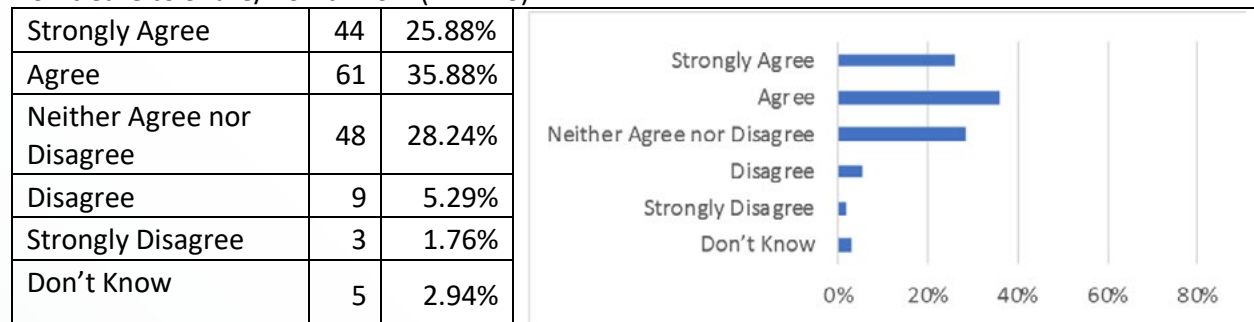 Strongly Agree 44 25.88%
Agree 61 35.88%
Neither Agree nor
Disagree 48 28.24%
Disagree 9 5.29%
Strongly Disagree 3 1.76%
Don't Know 5 2.94%
Strongly Agree
Agree
Neither Agree nor Disagree
Disagree
Strongly Disagree
Don't Know
0% 20% 40% 60% 80%